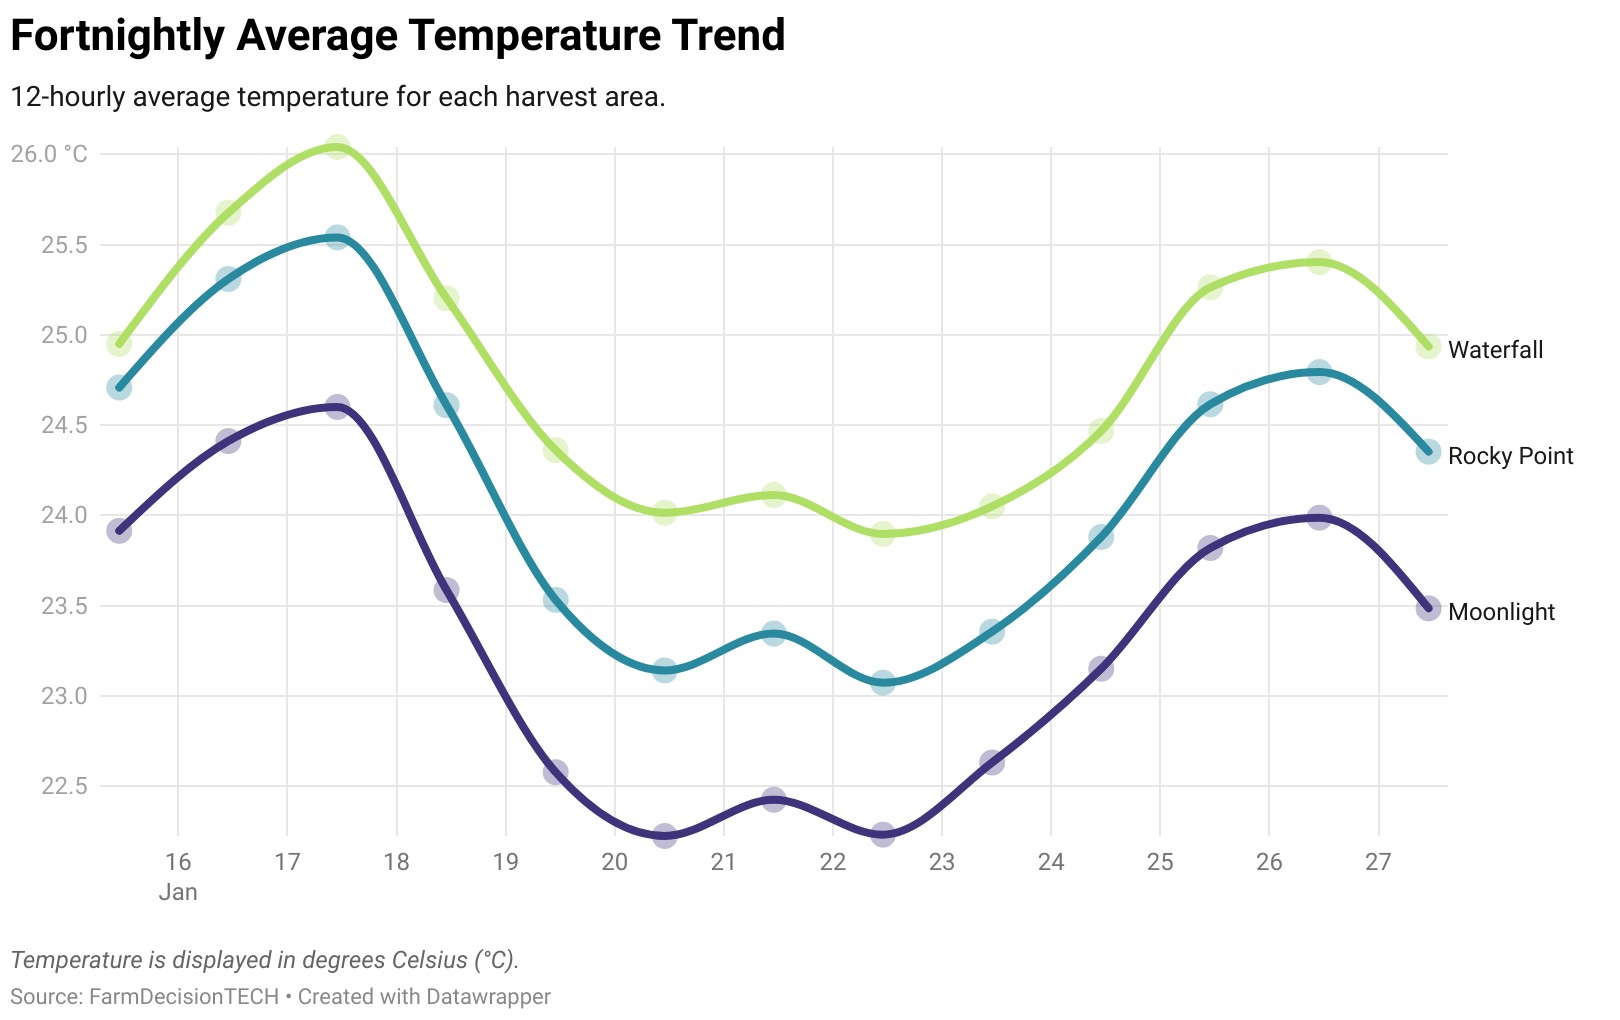 Fortnightly Average Temperature Trend
12-hourly average temperature for each harvest area.
26.0 °C
25.5
25.0
24.5
24.0
23.5
23.0
22.5
Waterfall
Rocky Point
Moonlight
16 17 18 19 20 21 22 23 24 25 26 27
Jan
Temperature is displayed in degrees Celsius (°C).
Source: FarmDecisionTECH • Created with Datawrapper